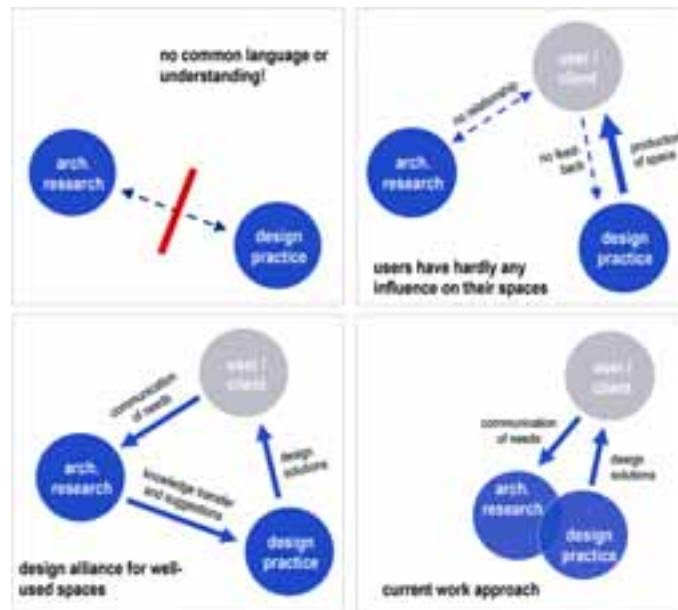 no common language or
understanding!
arch.
research
design
practice
user /
client
no relationship
no feed-
back
production
of space
arch.
research
design
practice
users have hardly any
influence on their spaces
user /
client
communication
of needs
design
solutions
arch.
research
knowledge transfer
and suggestions
design
practice
design alliance for well-
used spaces
user /
client
communication
of needs
design
solutions
arch.
research
design
practice
current work approach